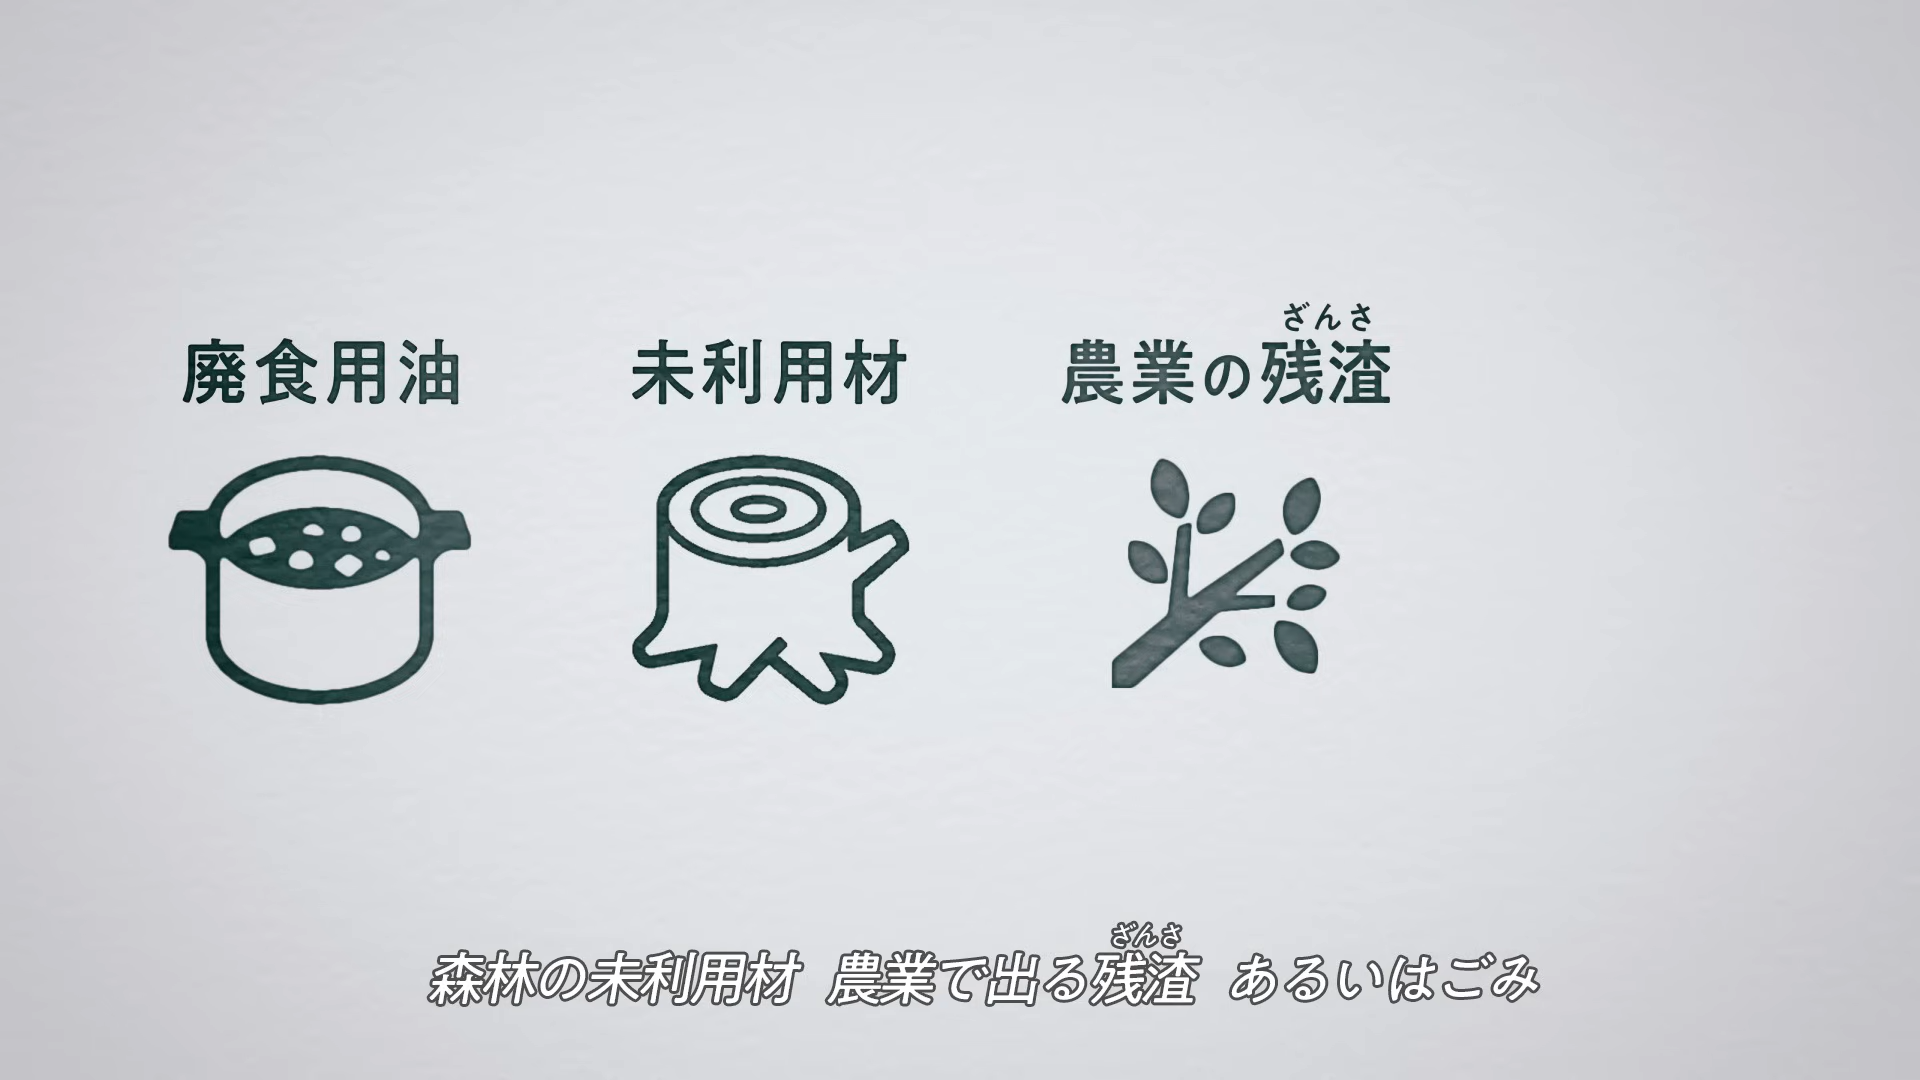 廃食用油
未利用材
ざんさ
農業の残渣
ざんさ
森林の未利用材 農業で出る残渣 あるいはごみ